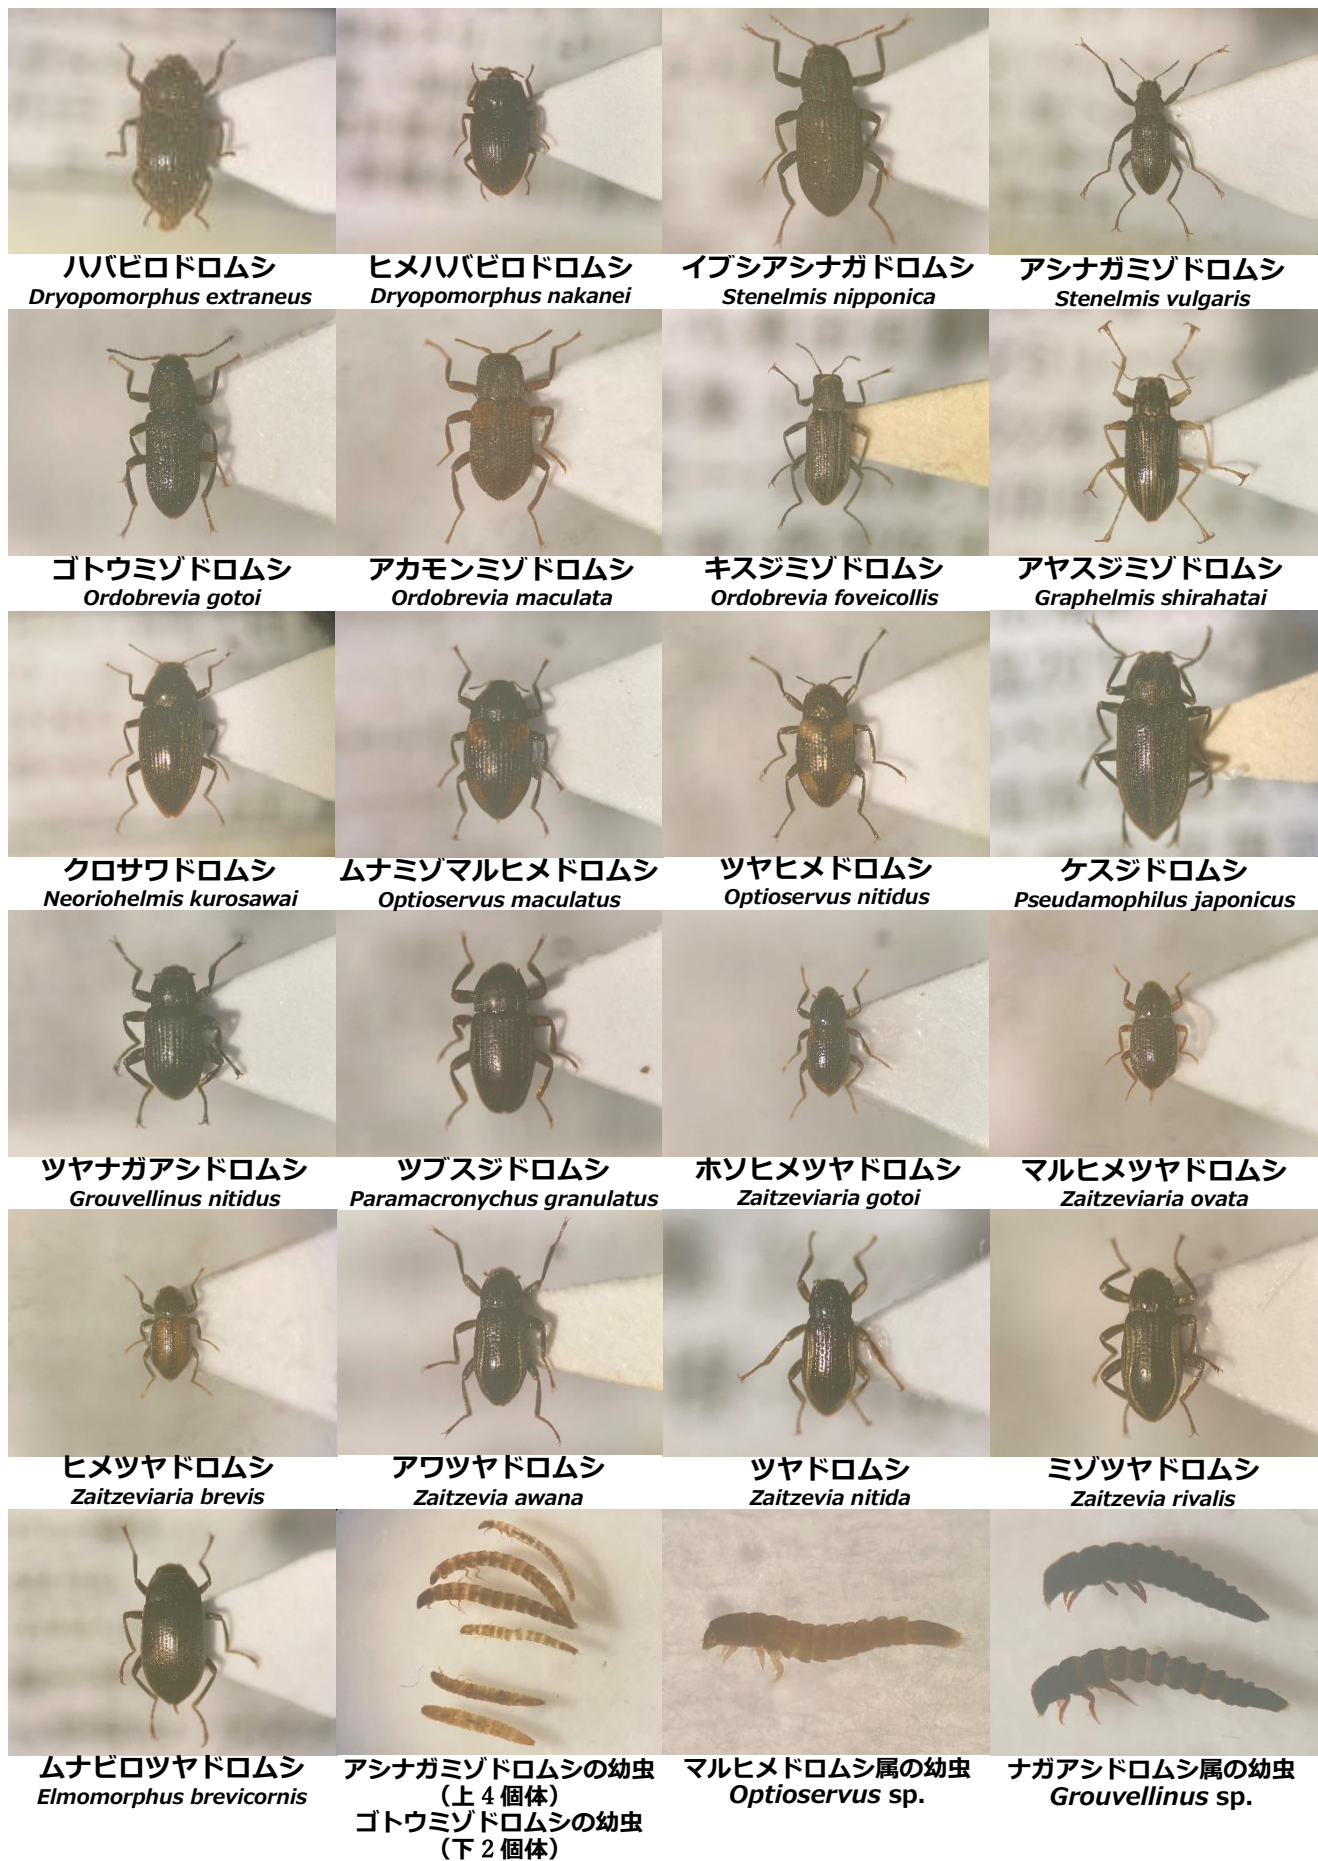 ハバビロドロムシ
Dryopomorphus extraneus
ヒメハバビロドロムシ
Dryopomorphus nakanei
イブシアシナガドロムシ
Stenelmis nipponica
アシナガミゾドロムシ
Stenelmis vulgaris
ゴトウミゾドロムシ
Ordobrevia gotoi
アカモンミゾドロムシ
Ordobrevia maculata
キスジミゾドロムシ
Ordobrevia foveicollis
アヤスジミゾドロムシ
Graphelmis shirahatai
クロサワドロムシ
Neoriohelmis kurosawai
ムナミゾマルヒメドロムシ
Optioservus maculatus
ツヤヒメドロムシ
Optioservus nitidus
ケスジドロムシ
Pseudamophilus japonicus
ツヤナガアシドロムシ
Grouvellinus nitidus
ツブスジドロムシ
Paramacronychus granulatus
ホソヒメツヤドロムシ
Zaitzeviaria gotoi
マルヒメツヤドロムシ
Zaitzeviaria ovata
ヒメツヤドロムシ
Zaitzeviaria brevis
アワツヤドロムシ
Zaitzevia awana
ツヤドロムシ
Zaitzevia nitida
ミゾツヤドロムシ
Zaitzevia rivalis
ムナビロツヤドロムシ
Elmomorphus brevicornis
アシナガミゾドロムシの幼虫
（上４個体）
ゴトウミゾドロムシの幼虫
（下２個体）
マルヒメドロムシ属の幼虫
Optioservus sp.
ナガアシドロムシ属の幼虫
Grouvellinus sp.